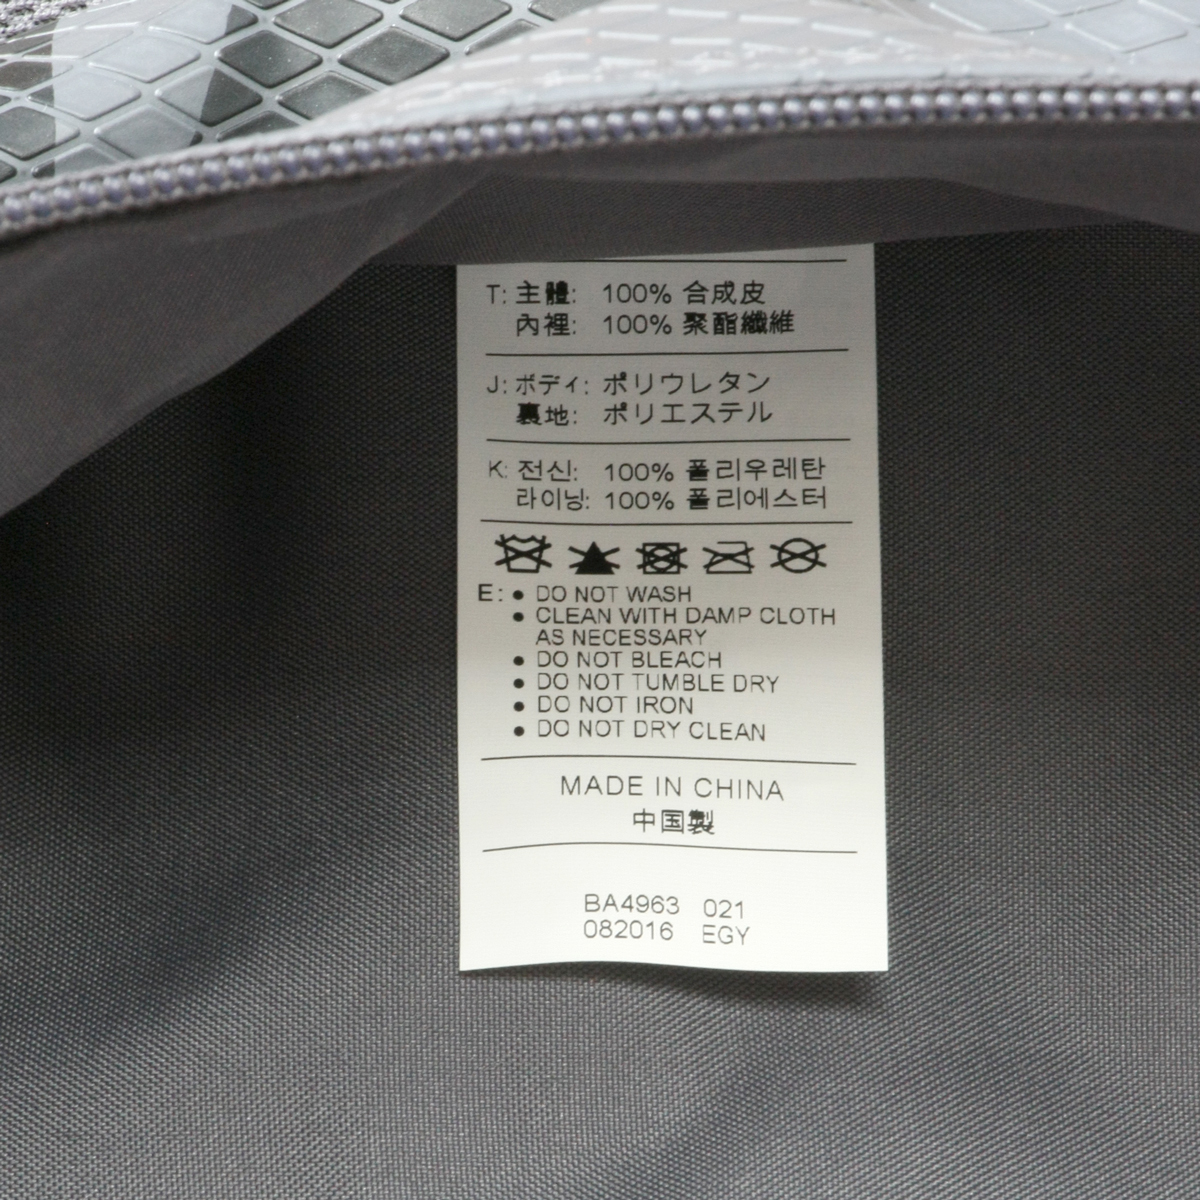 T: 主體: 100% 合成皮
內裡: 100% 聚酯纖維
J: ボディ: ポリウレタン
裏地: ポリエステル
K: 전신: 100% 폴리우레탄
라이닝: 100% 폴리에스터
E: • DO NOT WASH
• CLEAN WITH DAMP CLOTH
AS NECESSARY
• DO NOT BLEACH
• DO NOT TUMBLE DRY
• DO NOT IRON
• DO NOT DRY CLEAN
MADE IN CHINA
中国製
BA4963 021
082016 EGY